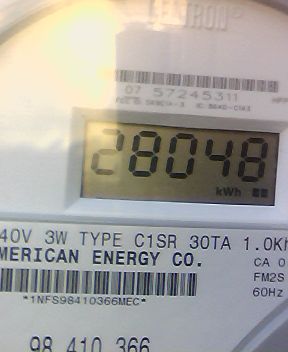 07 57245311
28048
kWh
40V 3W TYPE C1SR 30TA 1.0Kh
MERICAN ENERGY CO.
CA 0
FM2S
*1NFS98410366MEC*
60Hz
98 410 366